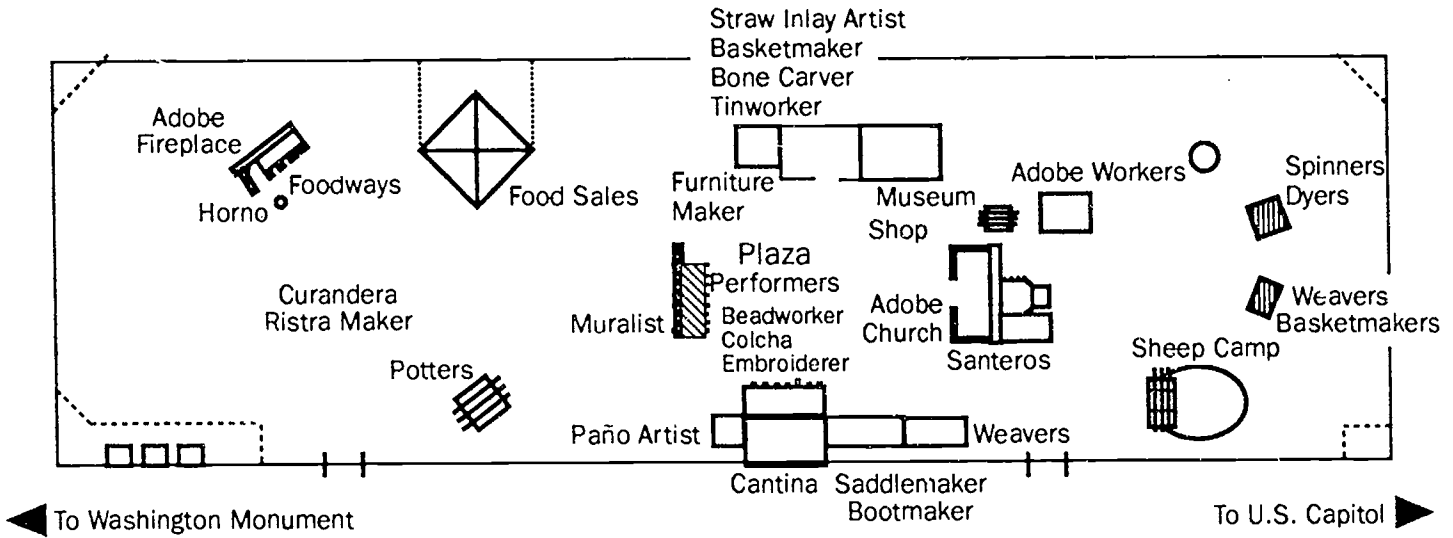 Straw Inlay Artist
Basketmaker
Bone Carver
Tinworker
Adobe
Fireplace
Foodways
Horno
Food Sales
Furniture
Maker
Museum
Shop
Adobe Workers
Spinners
Dyers
Plaza
Performers
Beadworker
Colcha
Embroiderer
Muralist
Curandera
Ristra Maker
Adobe
Church
Santeros
Weavers
Basketmakers
Sheep Camp
Potters
Paño Artist
Weavers
Cantina
Saddlemaker
Bootmaker
To Washington Monument
To U.S. Capitol